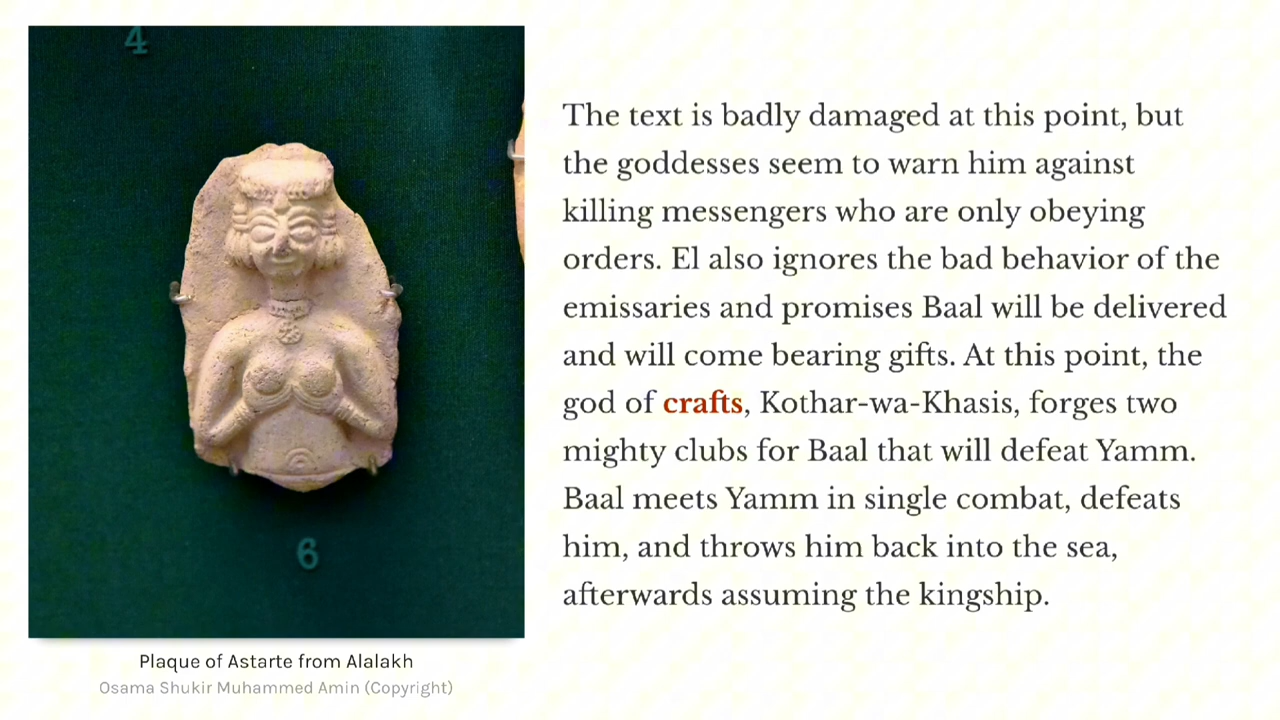 4
6
Plaque of Astarte from Alalakh
Osama Shukir Muhammed Amin (Copyright)
The text is badly damaged at this point, but
the goddesses seem to warn him against
killing messengers who are only obeying
orders. El also ignores the bad behavior of the
emissaries and promises Baal will be delivered
and will come bearing gifts. At this point, the
god of crafts, Kothar-wa-Khasis, forges two
mighty clubs for Baal that will defeat Yamm.
Baal meets Yamm in single combat, defeats
him, and throws him back into the sea,
afterwards assuming the kingship.